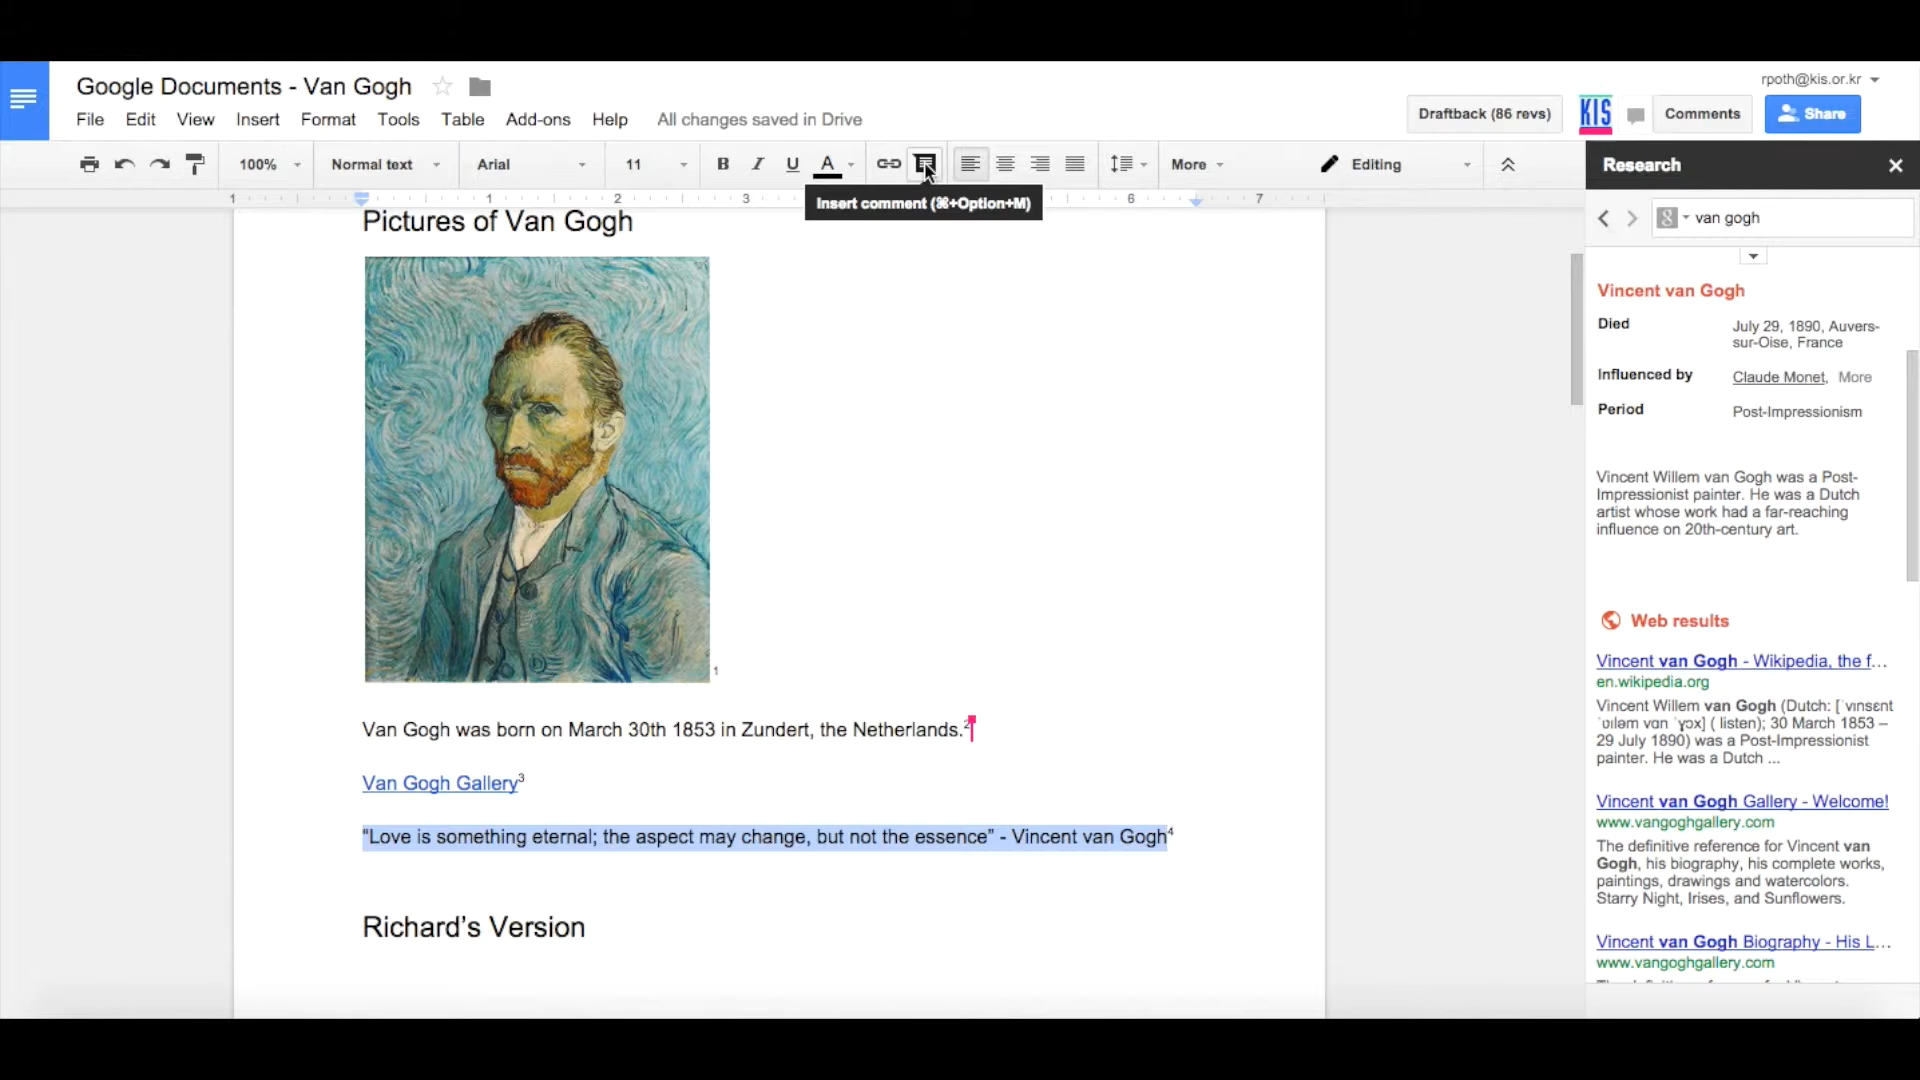 Google Documents - Van Gogh
rpoth@kis.or.kr
File Edit View Insert Format Tools Table Add-ons Help All changes saved in Drive
Draftback (86 revs) KIS Comments Share
100% Normal text Arial 11 B I U A More Editing
Research
1 1 2 3 6 7
Insert comment (⌘+Option+M)
van gogh
Pictures of Van Gogh
1
Van Gogh was born on March 30th 1853 in Zundert, the Netherlands.2
Van Gogh Gallery3
“Love is something eternal; the aspect may change, but not the essence” - Vincent van Gogh4
Richard’s Version
Vincent van Gogh
Died July 29, 1890, Auvers-
sur-Oise, France
Influenced by Claude Monet, More
Period Post-Impressionism
Vincent Willem van Gogh was a Post-
Impressionist painter. He was a Dutch
artist whose work had a far-reaching
influence on 20th-century art.
Web results
Vincent van Gogh - Wikipedia, the f...
en.wikipedia.org
Vincent Willem van Gogh (Dutch: [ˈvɪnsɛnt
ˈʋɪləm vɑn ˈɣɔx] ( listen); 30 March 1853 –
29 July 1890) was a Post-Impressionist
painter. He was a Dutch ...
Vincent van Gogh Gallery - Welcome!
www.vangoghgallery.com
The definitive reference for Vincent van
Gogh, his biography, his complete works,
paintings, drawings and watercolors.
Starry Night, Irises, and Sunflowers.
Vincent van Gogh Biography - His L...
www.vangoghgallery.com